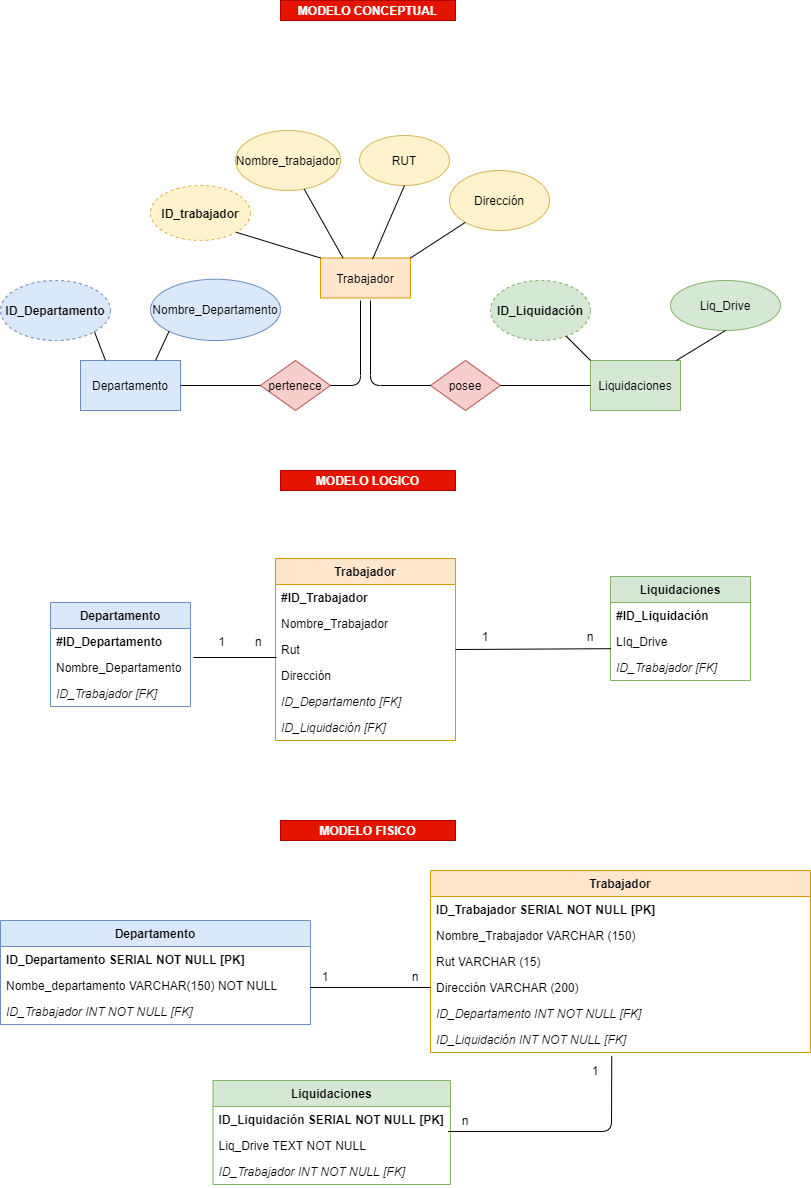 MODELO CONCEPTUAL
Nombre_trabajador
RUT
Dirección
ID_trabajador
Trabajador
ID_Departamento
Nombre_Departamento
ID_Liquidación
Liq_Drive
Departamento
pertenece
posee
Liquidaciones
MODELO LOGICO
Departamento
#ID_Departamento
Nombre_Departamento
ID_Trabajador [FK]
1
n
Trabajador
#ID_Trabajador
Nombre_Trabajador
Rut
Dirección
ID_Departamento [FK]
ID_Liquidación [FK]
1
n
Liquidaciones
#ID_Liquidación
LIq_Drive
ID_Trabajador [FK]
MODELO FISICO
Departamento
ID_Departamento SERIAL NOT NULL [PK]
Nombe_departamento VARCHAR(150) NOT NULL
ID_Trabajador INT NOT NULL [FK]
1
n
Trabajador
ID_Trabajador SERIAL NOT NULL [PK]
Nombre_Trabajador VARCHAR (150)
Rut VARCHAR (15)
Dirección VARCHAR (200)
ID_Departamento INT NOT NULL [FK]
ID_Liquidación INT NOT NULL [FK]
1
n
Liquidaciones
ID_Liquidación SERIAL NOT NULL [PK]
Liq_Drive TEXT NOT NULL
ID_Trabajador INT NOT NULL [FK]